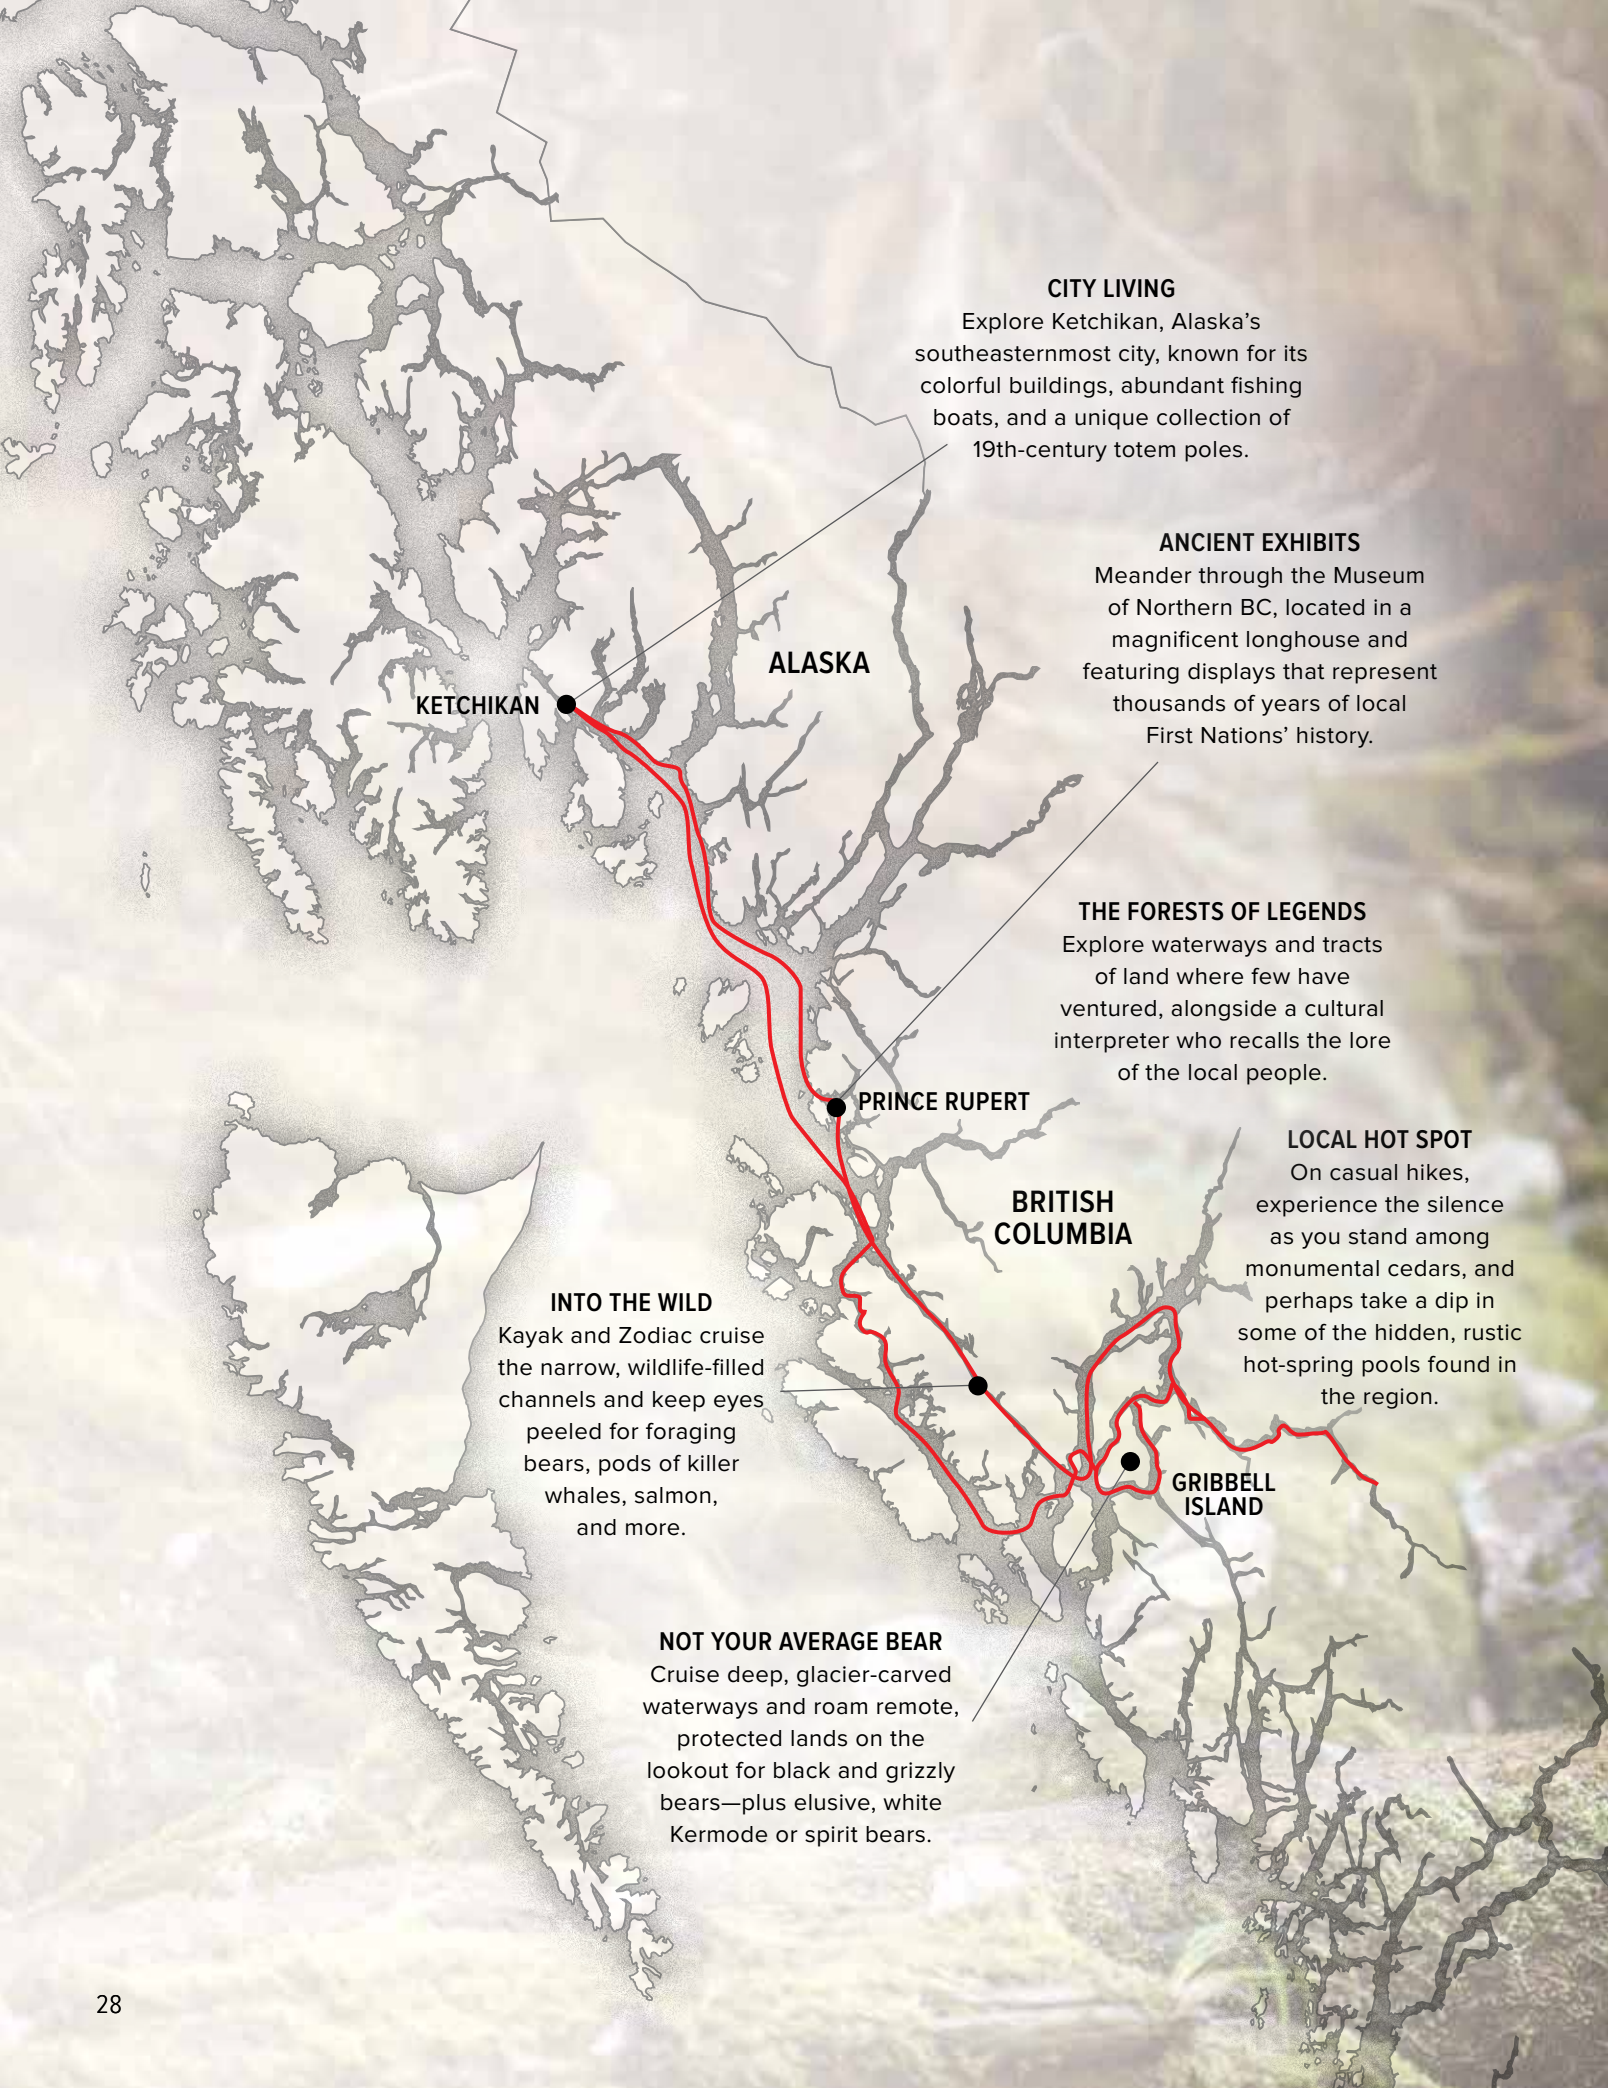 CITY LIVING
Explore Ketchikan, Alaska’s
southeasternmost city, known for its
colorful buildings, abundant fishing
boats, and a unique collection of
19th-century totem poles.
ANCIENT EXHIBITS
Meander through the Museum
of Northern BC, located in a
magnificent longhouse and
featuring displays that represent
thousands of years of local
First Nations’ history.
ALASKA
KETCHIKAN
THE FORESTS OF LEGENDS
Explore waterways and tracts
of land where few have
ventured, alongside a cultural
interpreter who recalls the lore
of the local people.
PRINCE RUPERT
LOCAL HOT SPOT
On casual hikes,
experience the silence
as you stand among
monumental cedars, and
perhaps take a dip in
some of the hidden, rustic
hot-spring pools found in
the region.
BRITISH
COLUMBIA
INTO THE WILD
Kayak and Zodiac cruise
the narrow, wildlife-filled
channels and keep eyes
peeled for foraging
bears, pods of killer
whales, salmon,
and more.
GRIBBELL
ISLAND
NOT YOUR AVERAGE BEAR
Cruise deep, glacier-carved
waterways and roam remote,
protected lands on the
lookout for black and grizzly
bears—plus elusive, white
Kermode or spirit bears.
28